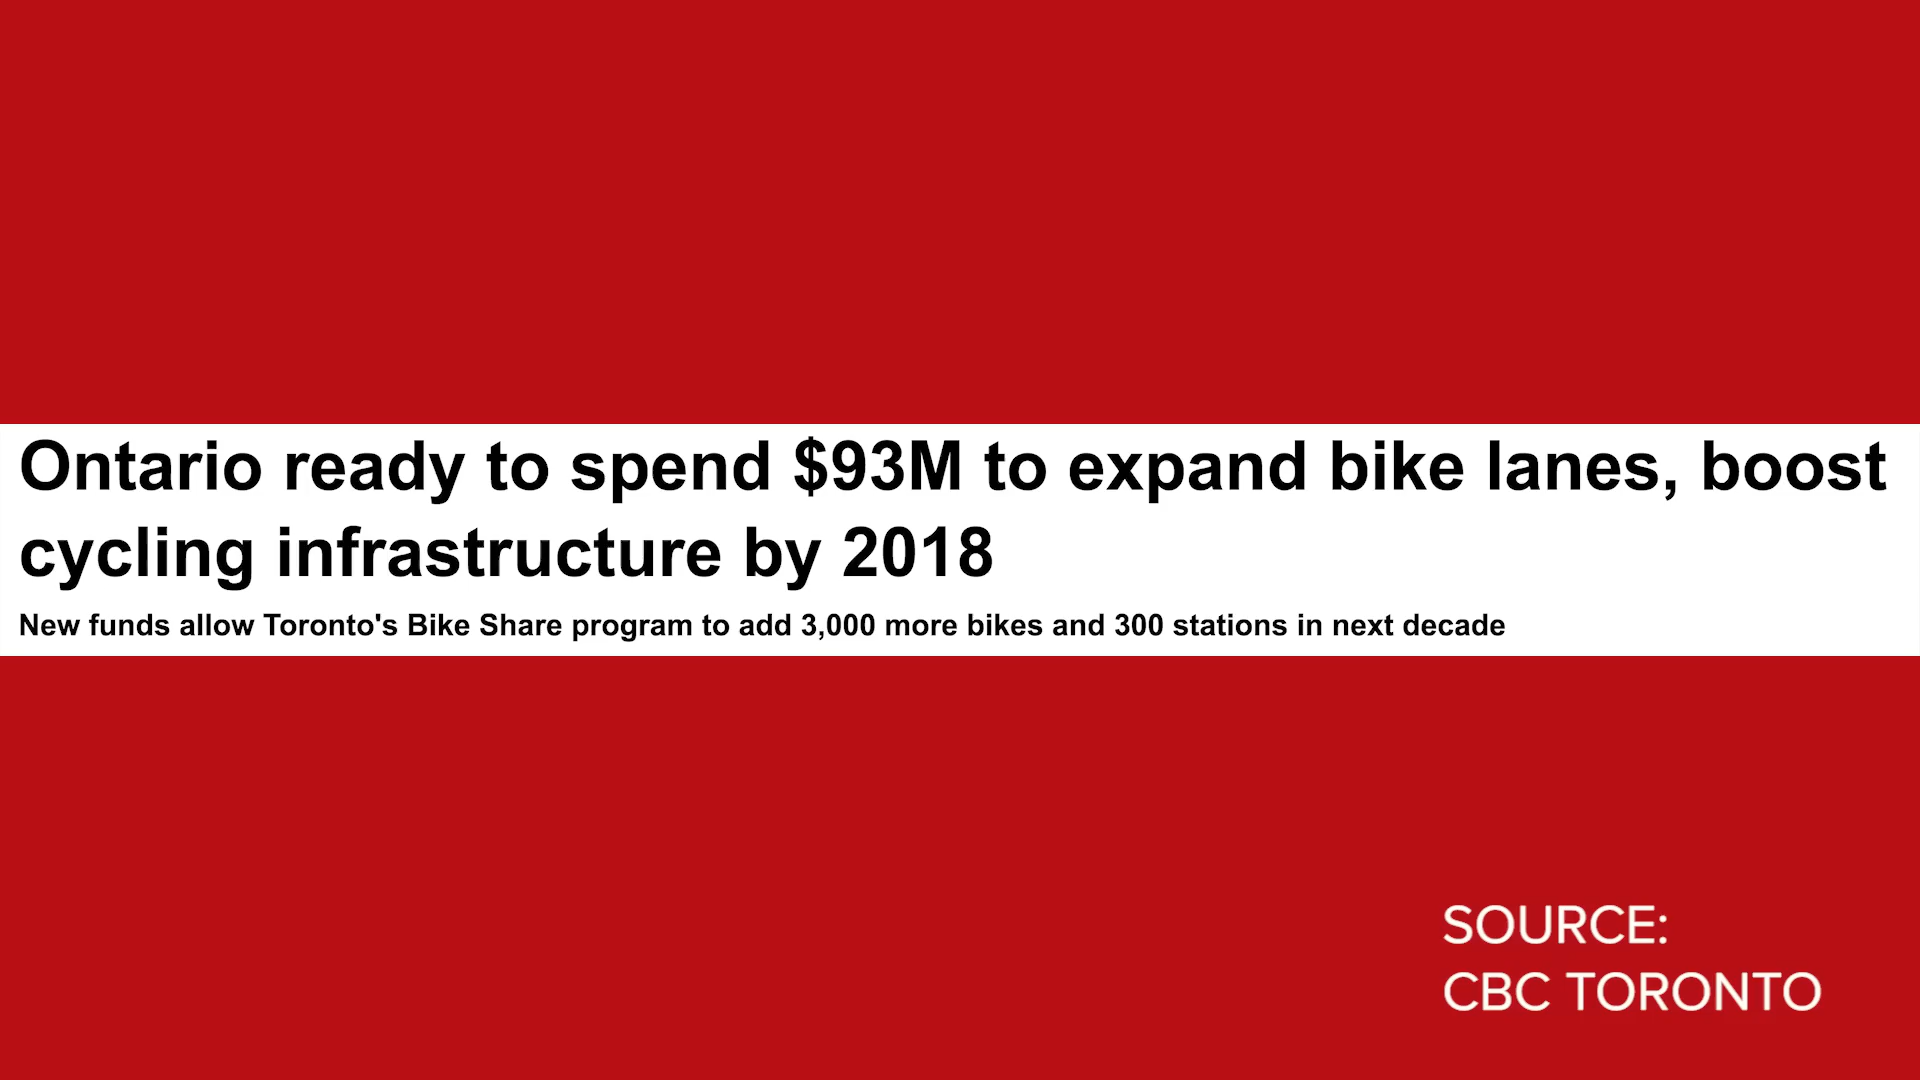 Ontario ready to spend $93M to expand bike lanes, boost
cycling infrastructure by 2018
New funds allow Toronto's Bike Share program to add 3,000 more bikes and 300 stations in next decade
SOURCE:
CBC TORONTO